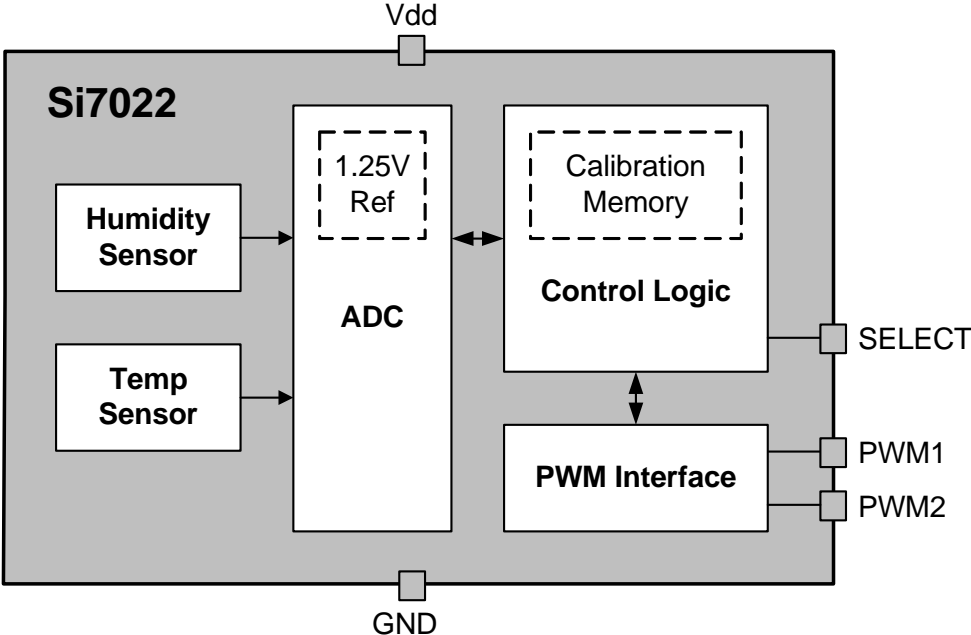 Vdd
Si7022
1.25V
Ref
Calibration
Memory
Humidity
Sensor
Control Logic
ADC
SELECT
Temp
Sensor
PWM Interface
PWM1
PWM2
GND